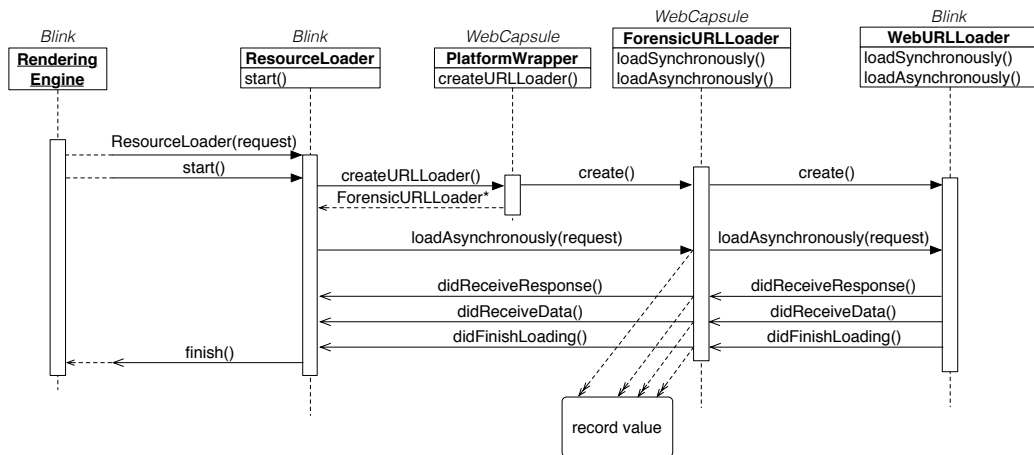 Blink
Rendering
Engine
Blink
ResourceLoader
start()
WebCapsule
PlatformWrapper
createURLLoader()
WebCapsule
ForensicURLLoader
loadSynchronously()
loadAsynchronously()
Blink
WebURLLoader
loadSynchronously()
loadAsynchronously()
ResourceLoader(request)
start()
createURLLoader()
create()
create()
ForensicURLLoader*
loadAsynchronously(request)
loadAsynchronously(request)
didReceiveResponse()
didReceiveResponse()
didReceiveData()
didReceiveData()
didFinishLoading()
didFinishLoading()
finish()
record value